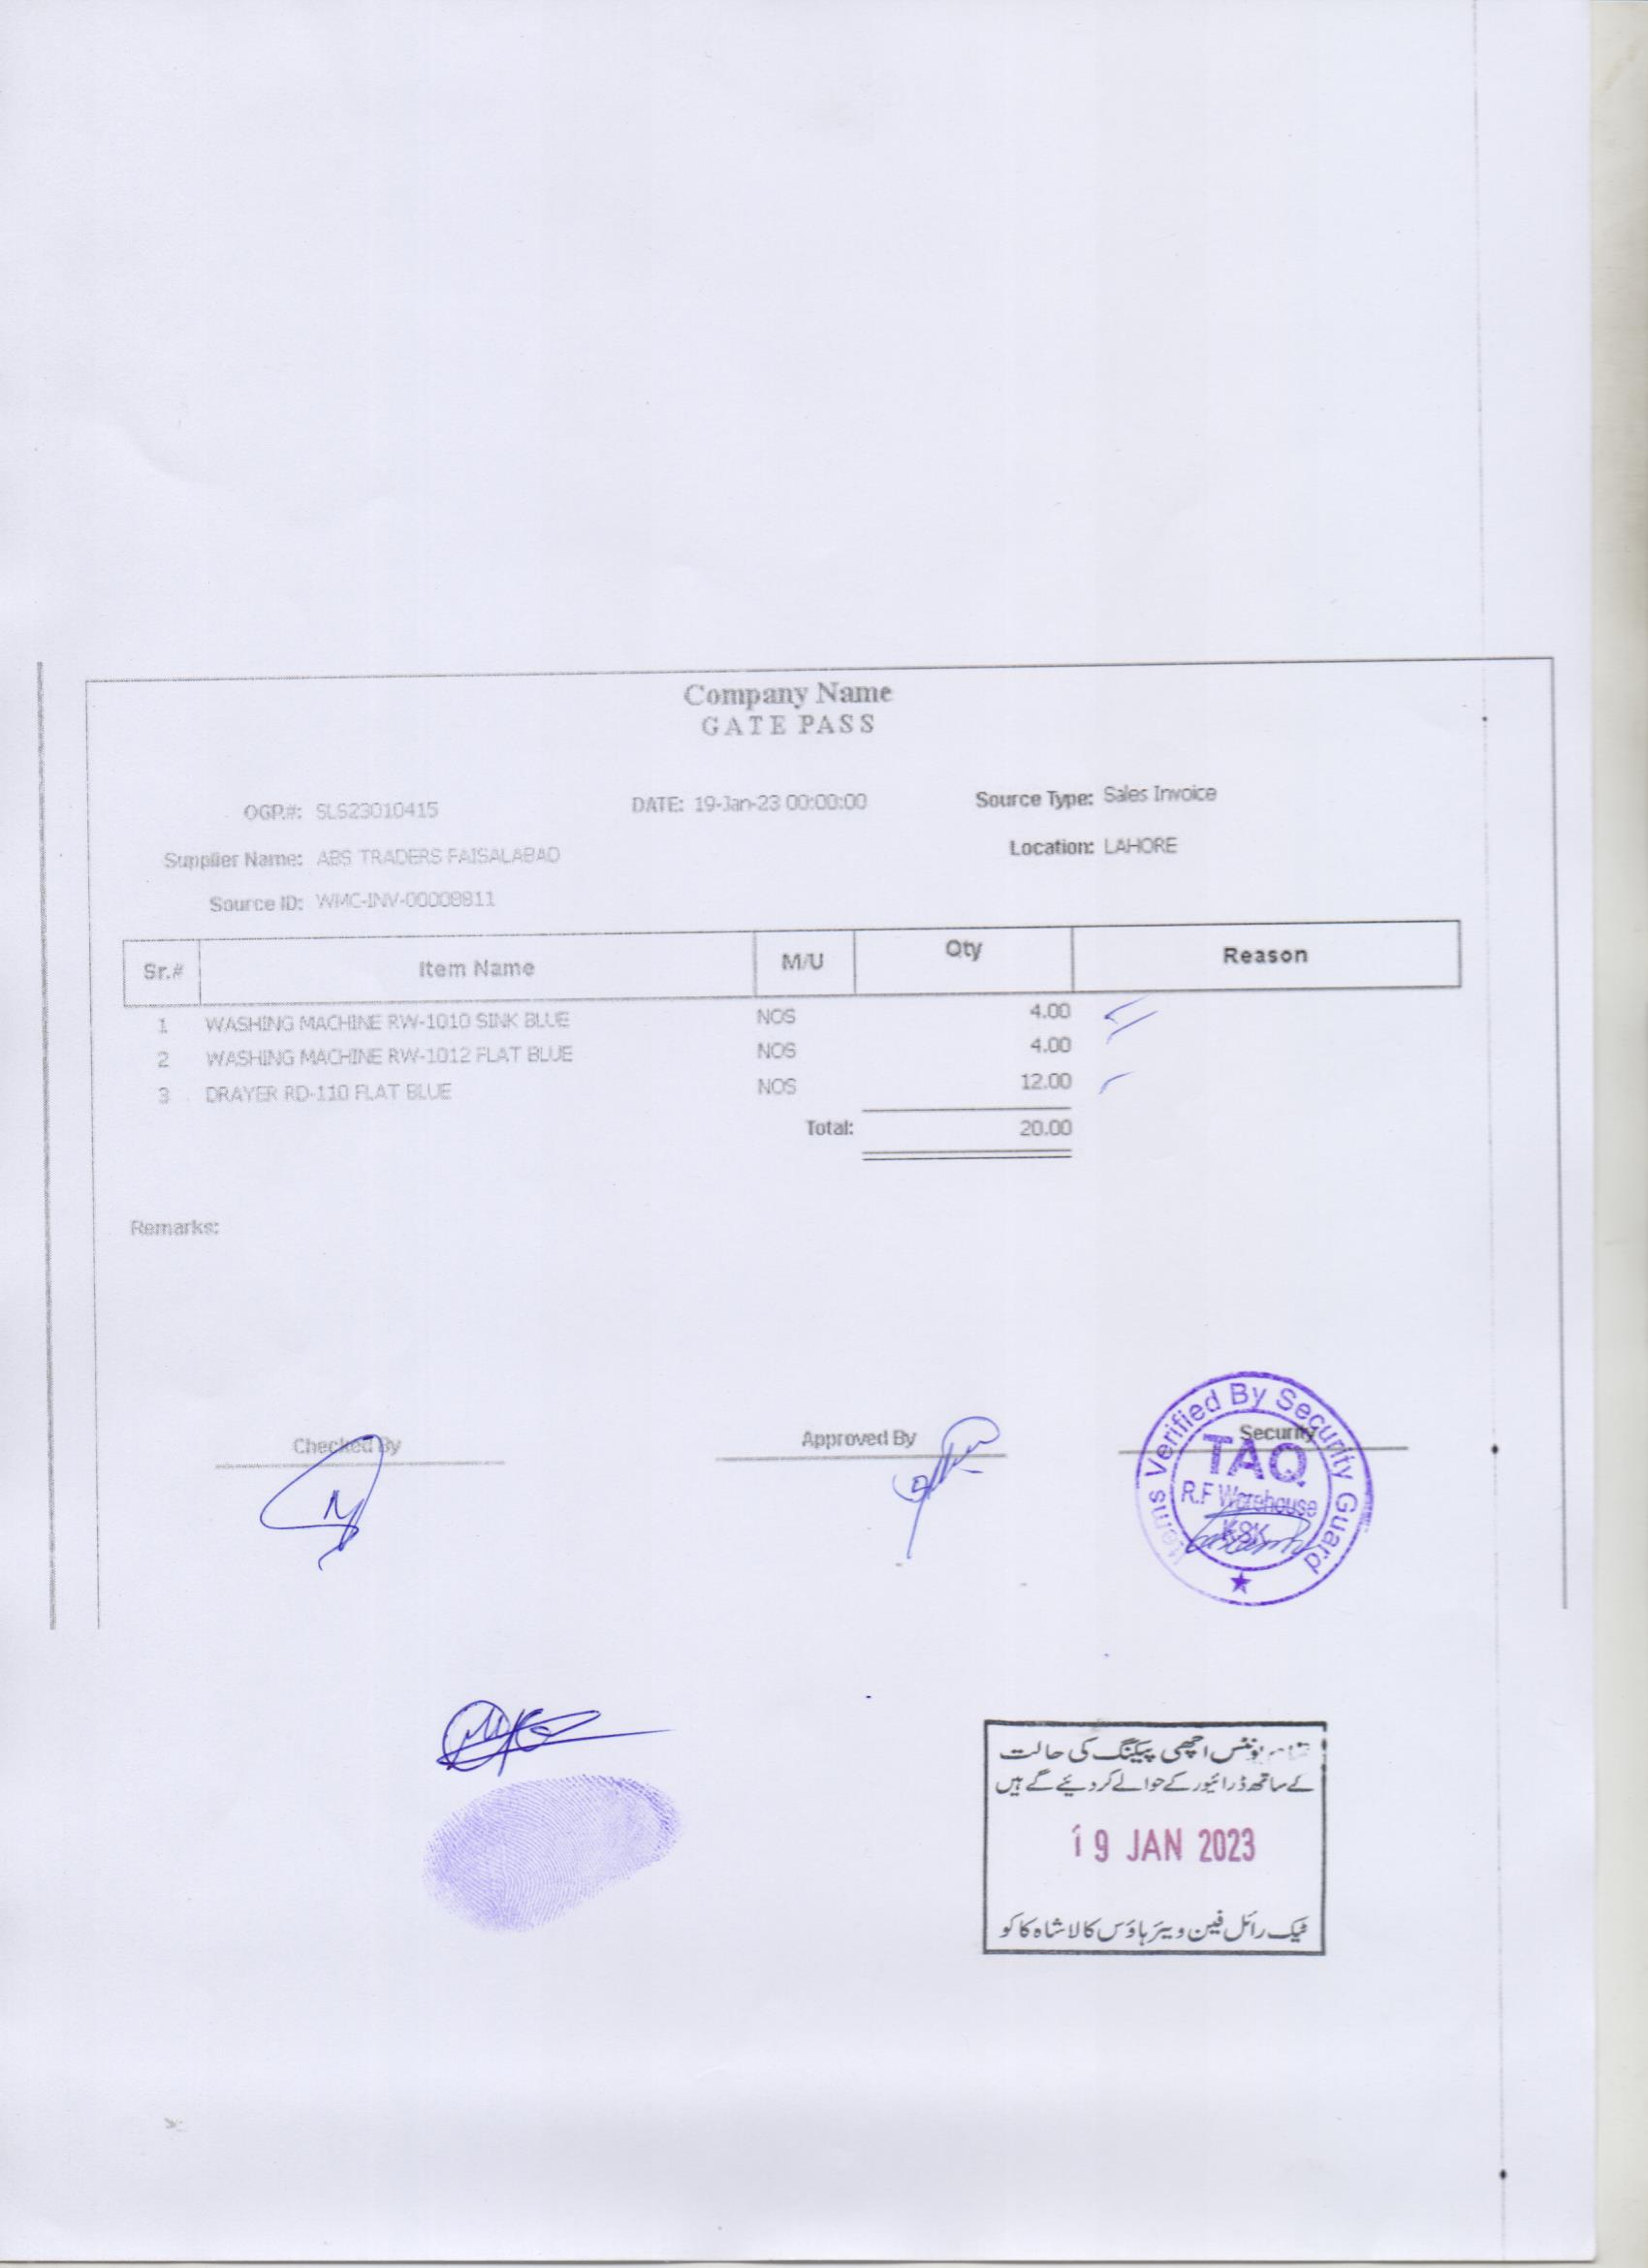 Company Name
GATE PASS
OGP.#: SLS23010415 DATE: 19-Jan-23 00:00:00 Source Type: Sales Invoice
Supplier Name: ABS TRADERS FAISALABAD Location: LAHORE
Source ID: WMC-INV-00008811
Sr.# Item Name M/U Qty Reason
1 WASHING MACHINE RW-1010 SINK BLUE NOS 4.00
2 WASHING MACHINE RW-1012 FLAT BLUE NOS 4.00
3 DRAYER RD-110 FLAT BLUE NOS 12.00
Total: 20.00
Remarks:
Checked By Approved By Security
Items Verified By Security Guard
TAQ
R.F Warehouse
KSK
یونٹس اچھی پیکنگ کی حالت
کے ساتھ ڈرائیور کے حوالے کر دئیے گے ہیں
19 JAN 2023
ٹیک رائل فین ویئر ہاؤس کالا شاہ کاکو